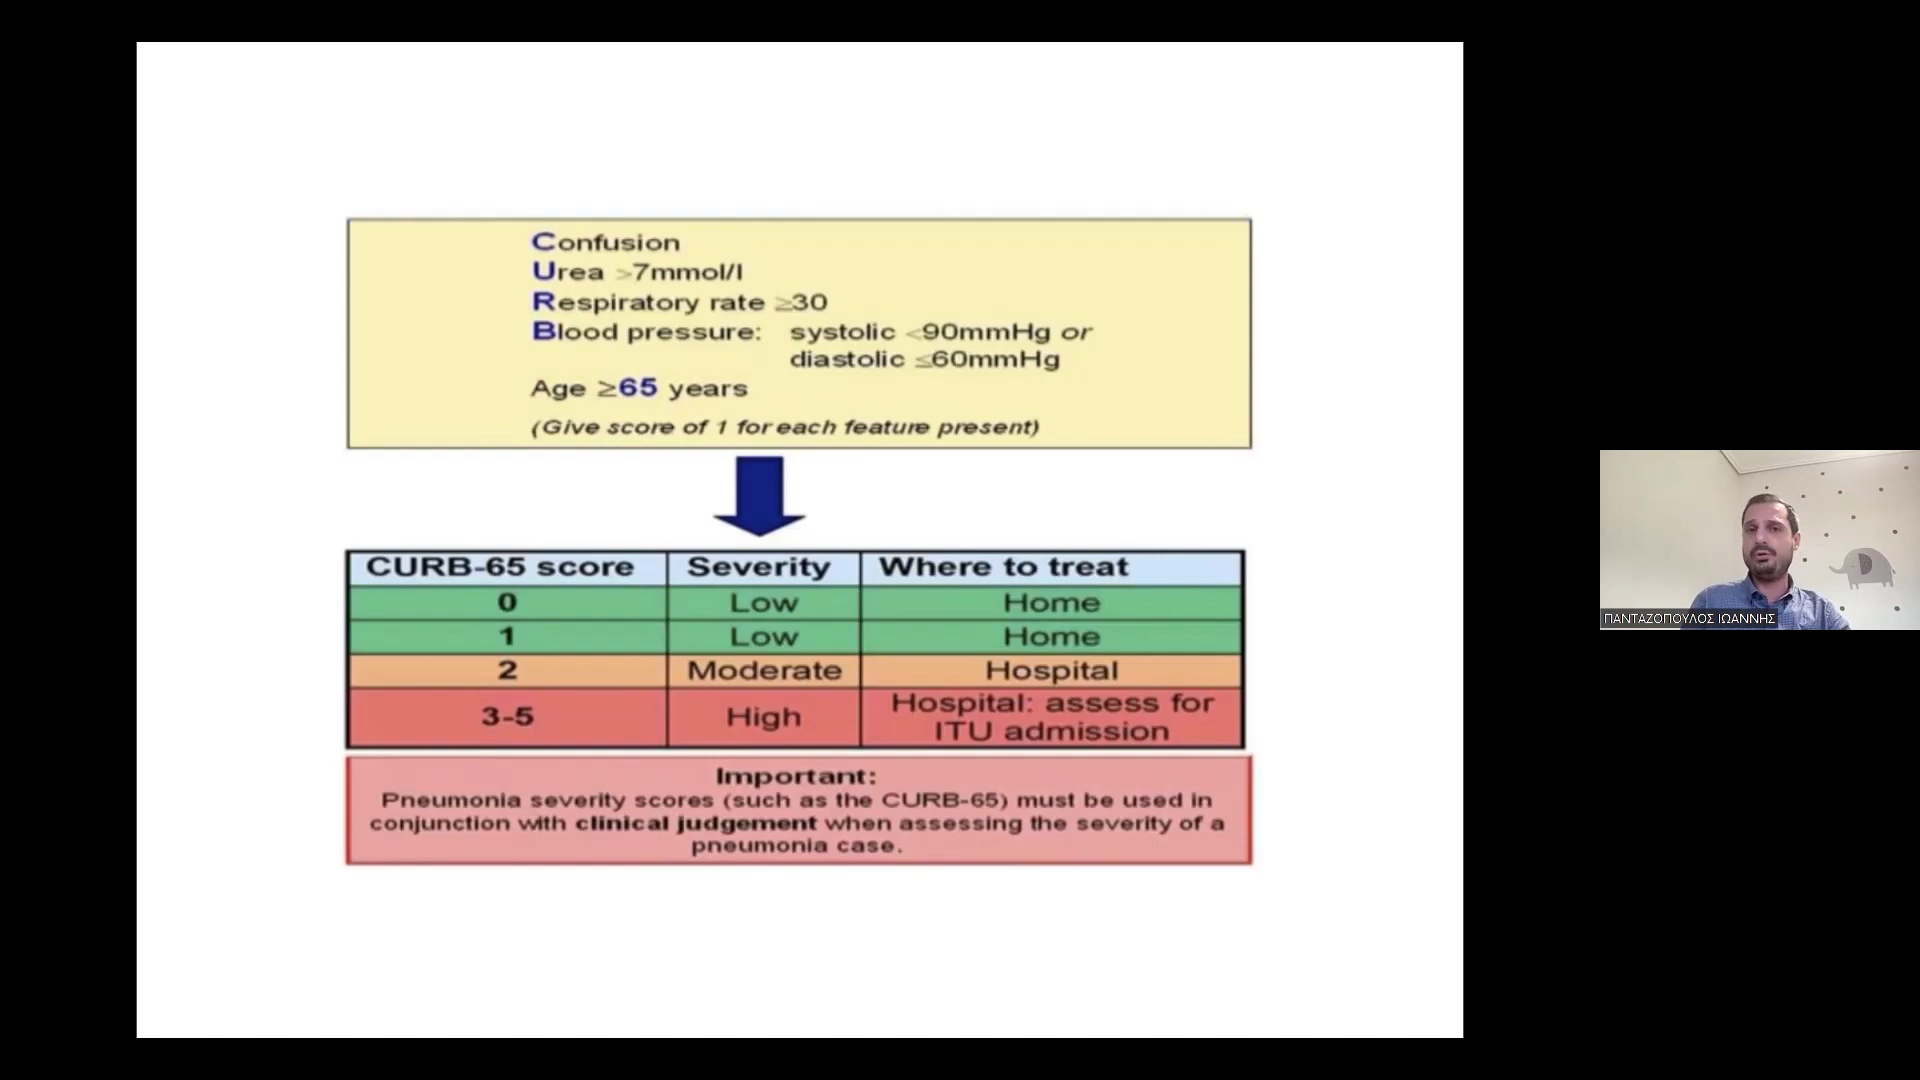 Confusion
Urea >7mmol/l
Respiratory rate ≥30
Blood pressure: systolic <90mmHg or
diastolic ≤60mmHg
Age ≥65 years
(Give score of 1 for each feature present)
CURB-65 score Severity Where to treat
0 Low Home
1 Low Home
2 Moderate Hospital
3-5 High Hospital: assess for
ITU admission
Important:
Pneumonia severity scores (such as the CURB-65) must be used in
conjunction with clinical judgement when assessing the severity of a
pneumonia case.
ΠΑΝΤΑΖΟΠΟΥΛΟΣ ΙΩΑΝΝΗΣ